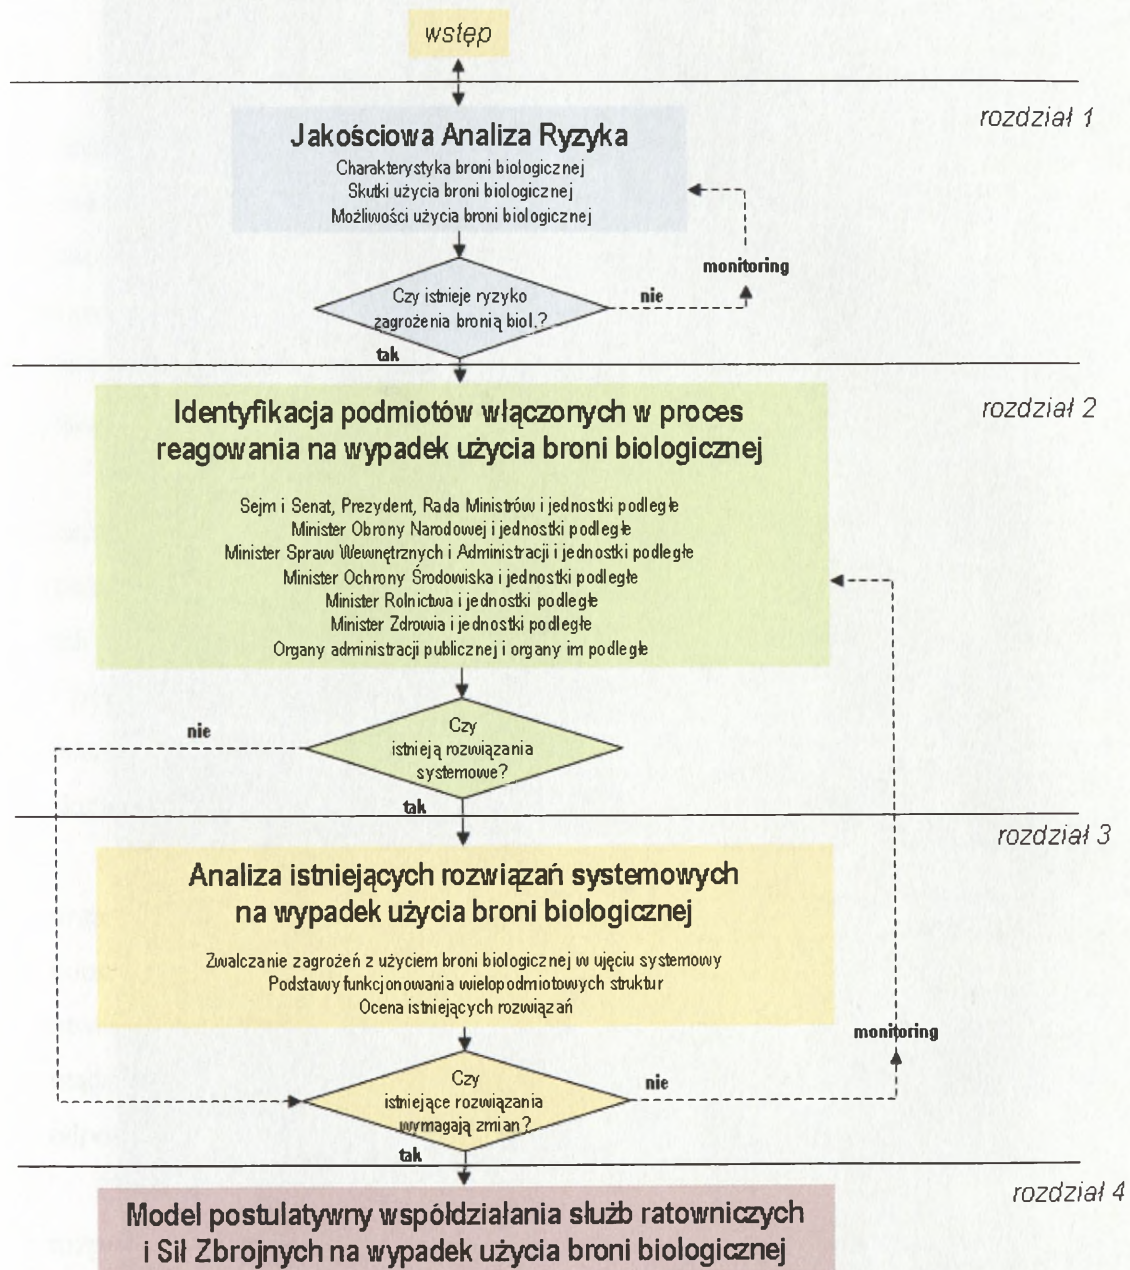 wstęp
rozdział 1
Jakościowa Analiza Ryzyka
Charakterystyka broni biologicznej
Skutki użycia broni biologicznej
Możliwości użycia broni biologicznej
monitoring
Czy istnieje ryzyko
zagrożenia bronią biol.?
nie
tak
rozdział 2
Identyfikacja podmiotów włączonych w proces
reagowania na wypadek użycia broni biologicznej
Sejm i Senat, Prezydent, Rada Ministrów i jednostki podległe
Minister Obrony Narodowej i jednostki podległe
Minister Spraw Wewnętrznych i Administracji i jednostki podległe
Minister Ochrony Środowiska i jednostki podległe
Minister Rolnictwa i jednostki podległe
Minister Zdrowia i jednostki podległe
Organy administracji publicznej i organy im podległe
nie
Czy
istnieją rozwiązania
systemowe?
tak
rozdział 3
Analiza istniejących rozwiązań systemowych
na wypadek użycia broni biologicznej
Zwalczanie zagrożeń z użyciem broni biologicznej w ujęciu systemowy
Podstawy funkcjonowania wielopodmiotowych struktur
Ocena istniejących rozwiązań
monitoring
Czy
istniejące rozwiązania
wymagają zmian?
nie
tak
rozdział 4
Model postulatywny współdziałania służb ratowniczych
i Sił Zbrojnych na wypadek użycia broni biologicznej